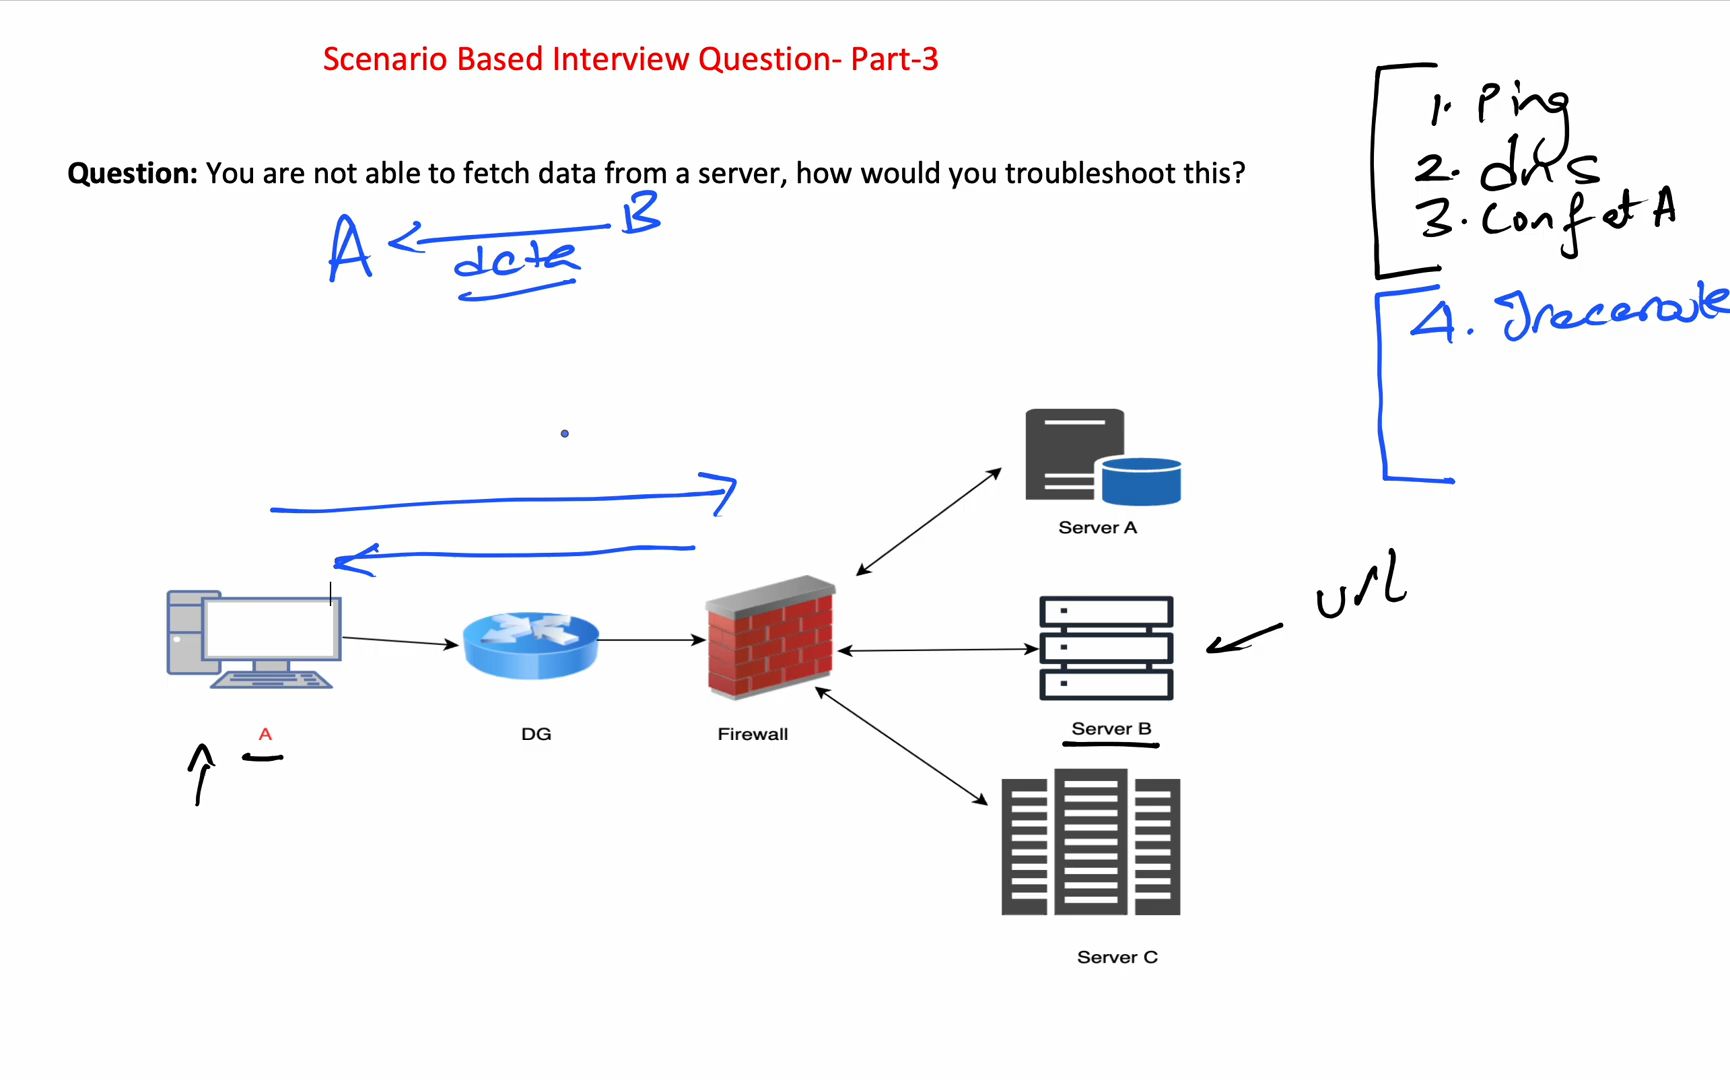 Scenario Based Interview Question- Part-3
Question: You are not able to fetch data from a server, how would you troubleshoot this?
A B
data
1. Ping
2. dns
3. Conf at A
4. Traceroute
Server A
url
A
DG
Firewall
Server B
Server C